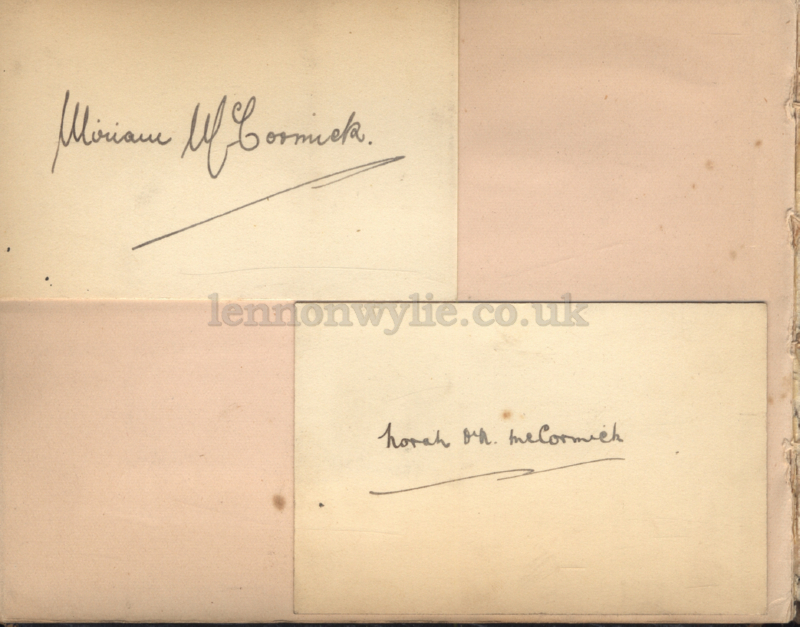 Miriam McCormick.
lennonwylie.co.uk
Norah McCormick